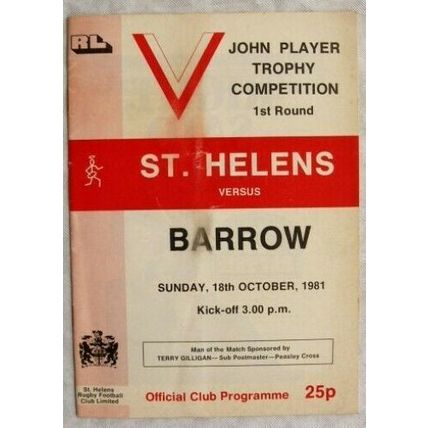 RL
JOHN PLAYER
TROPHY
COMPETITION
1st Round
ST. HELENS
VERSUS
BARROW
SUNDAY, 18th OCTOBER, 1981
Kick-off 3.00 p.m.
Man of the Match Sponsored by
TERRY GILLIGAN—Sub Postmaster—Peasley Cross
St. Helens
Rugby Football
Club Limited
Official Club Programme 25p